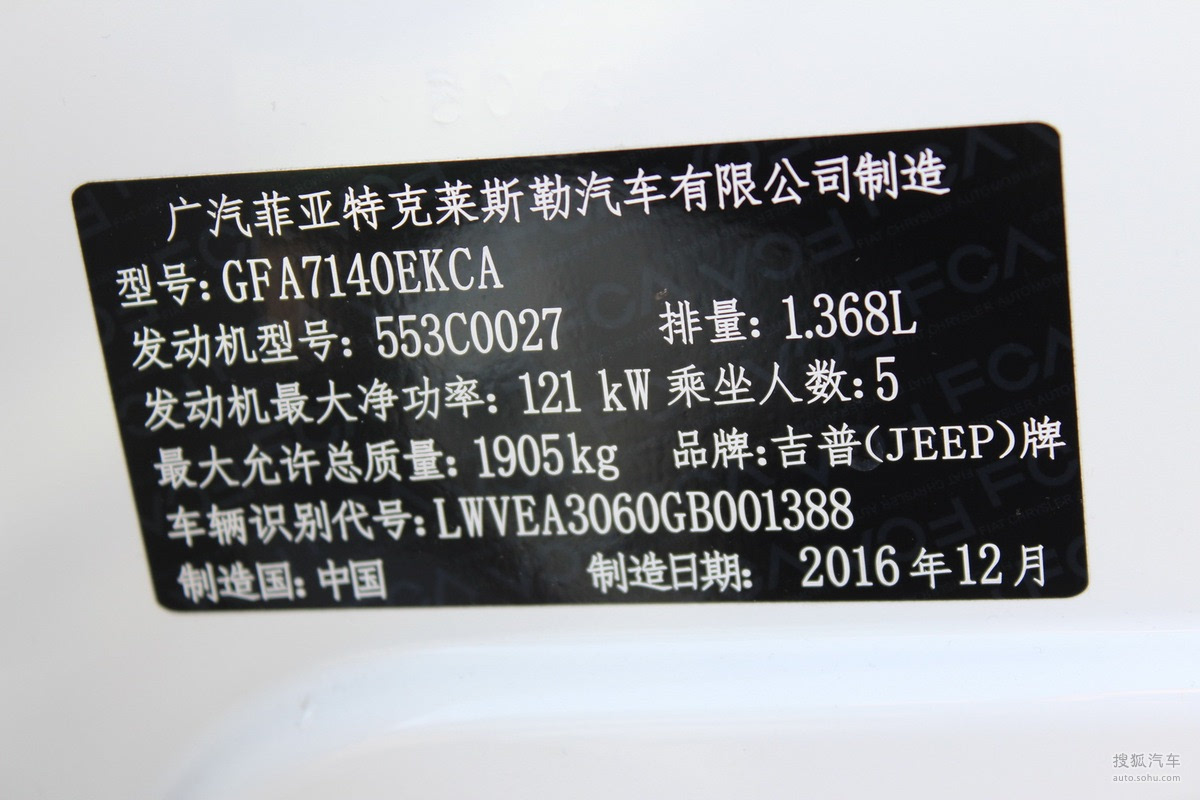 广汽菲亚特克莱斯勒汽车有限公司制造
型号:GFA7140EKCA
发动机型号: 553C0027 排量: 1.368L
发动机最大净功率: 121 kW 乘坐人数:5
最大允许总质量: 1905kg 品牌:吉普(JEEP)牌
车辆识别代号:LWVEA3060GB001388
制造国: 中国 制造日期: 2016年12月
搜狐汽车
auto.sohu.com